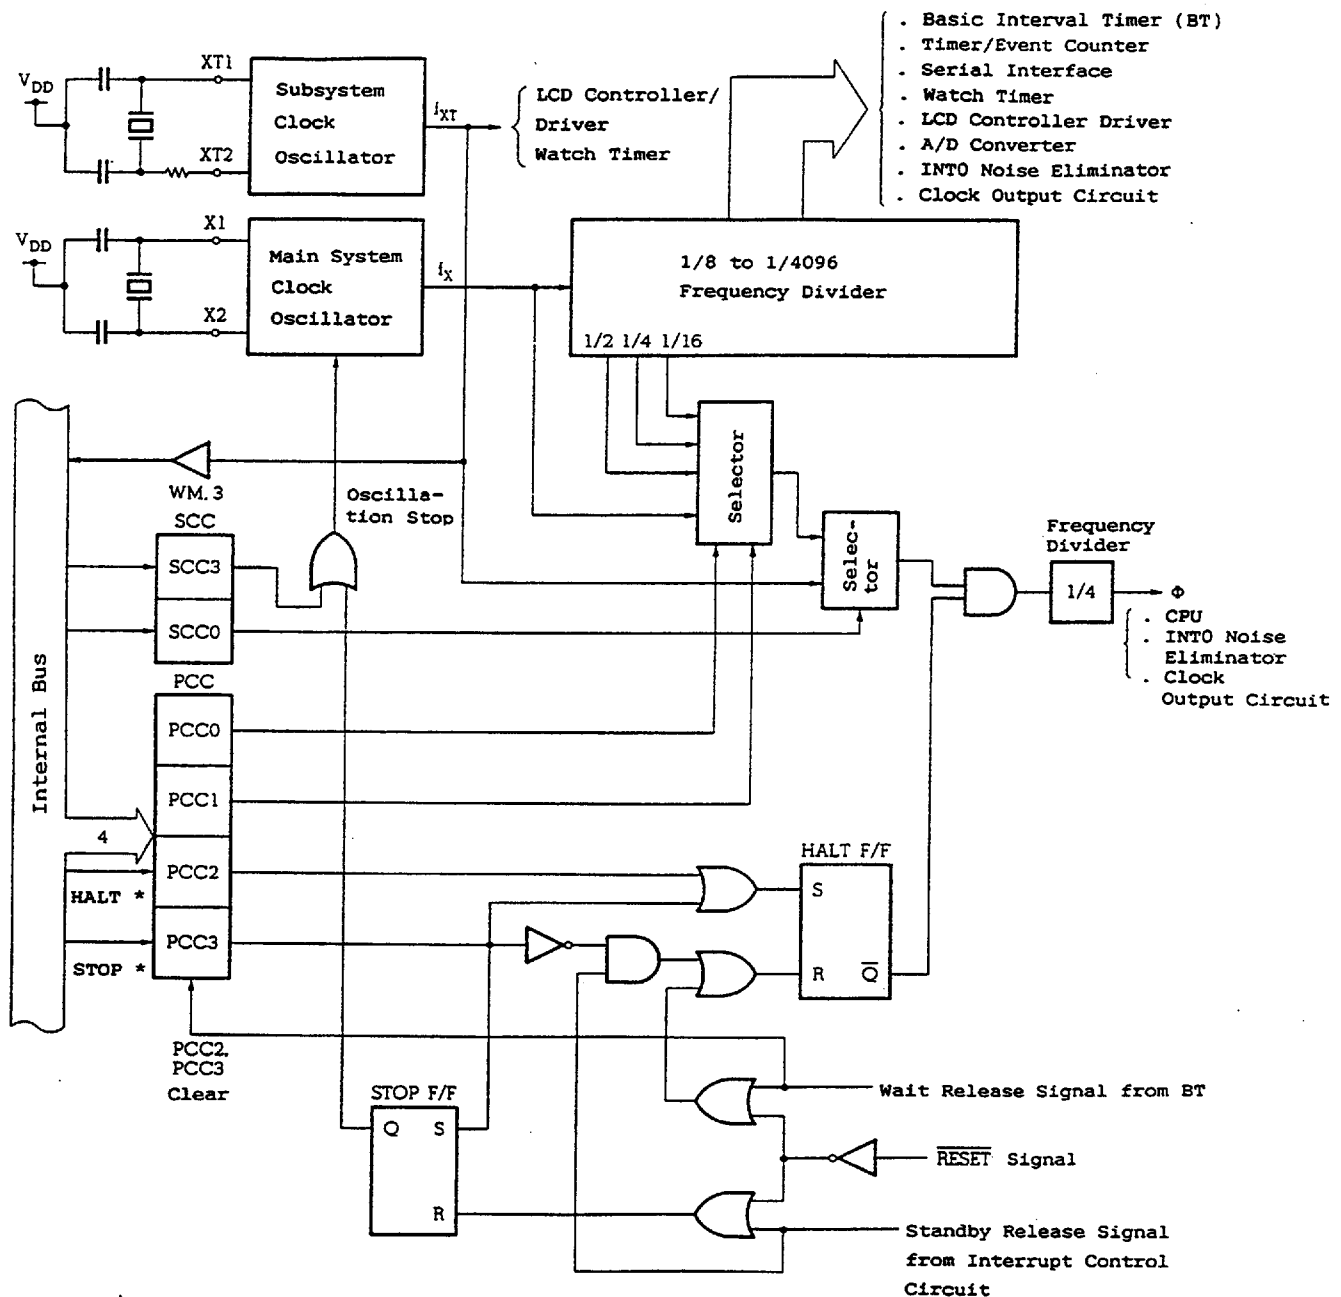 . Basic Interval Timer (BT)
. Timer/Event Counter
. Serial Interface
. Watch Timer
. LCD Controller Driver
. A/D Converter
. INT0 Noise Eliminator
. Clock Output Circuit
VDD
XT1
XT2
Subsystem
Clock
Oscillator
fXT
LCD Controller/
Driver
Watch Timer
VDD
X1
X2
Main System
Clock
Oscillator
fX
1/8 to 1/4096
Frequency Divider
1/2 1/4 1/16
Selector
Selec-
tor
WM.3
Oscilla-
tion Stop
SCC
SCC3
SCC0
Frequency
Divider
1/4
Φ
. CPU
. INT0 Noise
Eliminator
. Clock
Output Circuit
Internal Bus
PCC
PCC0
PCC1
4
PCC2
HALT *
PCC3
STOP *
HALT F/F
S
R Q̅
PCC2,
PCC3
Clear
STOP F/F
Q S
R
Wait Release Signal from BT
R̅E̅S̅E̅T̅ Signal
Standby Release Signal
from Interrupt Control
Circuit